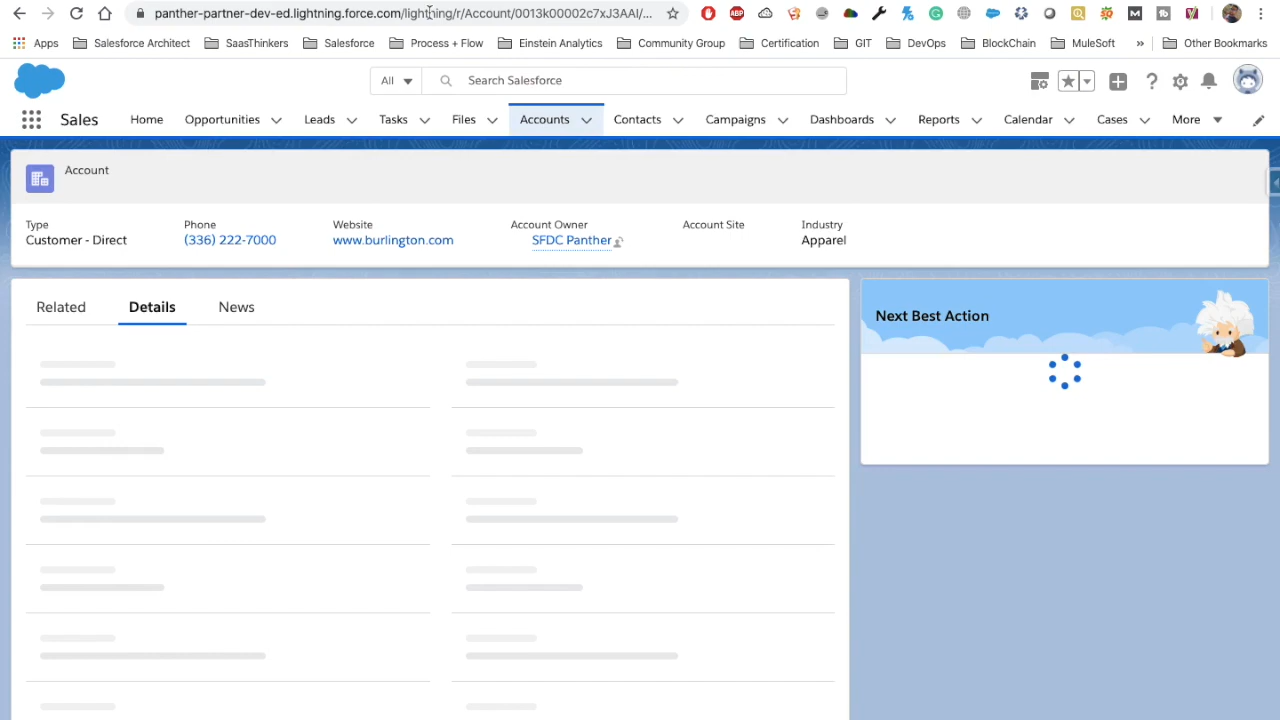 panther-partner-dev-ed.lightning.force.com/lightning/r/Account/0013k00002c7xJ3AAI/...
Apps Salesforce Architect SaasThinkers Salesforce Process + Flow Einstein Analytics Community Group Certification GIT DevOps BlockChain MuleSoft » Other Bookmarks
All Search Salesforce
Sales Home Opportunities Leads Tasks Files Accounts Contacts Campaigns Dashboards Reports Calendar Cases More
Account
Type Phone Website Account Owner Account Site Industry
Customer - Direct (336) 222-7000 www.burlington.com SFDC Panther Apparel
Related Details News
Next Best Action